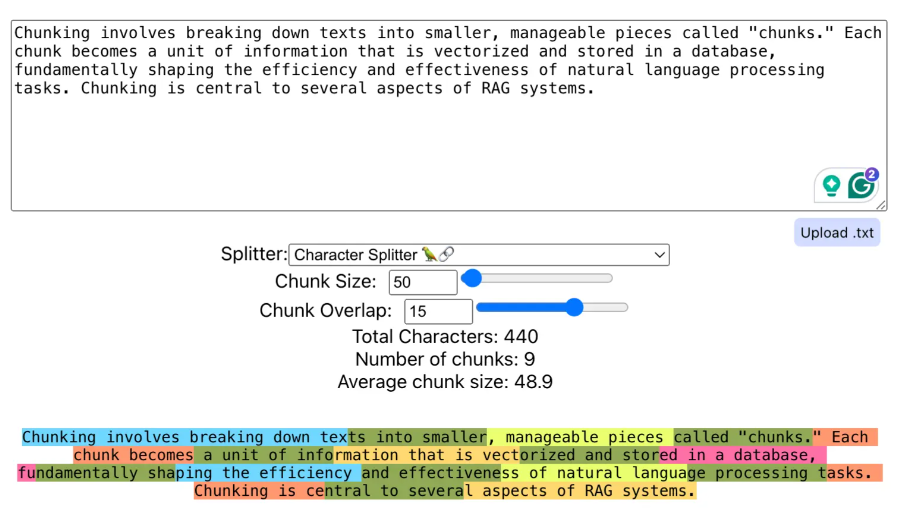 Chunking involves breaking down texts into smaller, manageable pieces called "chunks." Each
chunk becomes a unit of information that is vectorized and stored in a database,
fundamentally shaping the efficiency and effectiveness of natural language processing
tasks. Chunking is central to several aspects of RAG systems.
2
Upload .txt
Splitter: Character Splitter 🦜🔗
Chunk Size: 50
Chunk Overlap: 15
Total Characters: 440
Number of chunks: 9
Average chunk size: 48.9
Chunking involves breaking down texts into smaller, manageable pieces called "chunks." Each
chunk becomes a unit of information that is vectorized and stored in a database,
fundamentally shaping the efficiency and effectiveness of natural language processing tasks.
Chunking is central to several aspects of RAG systems.